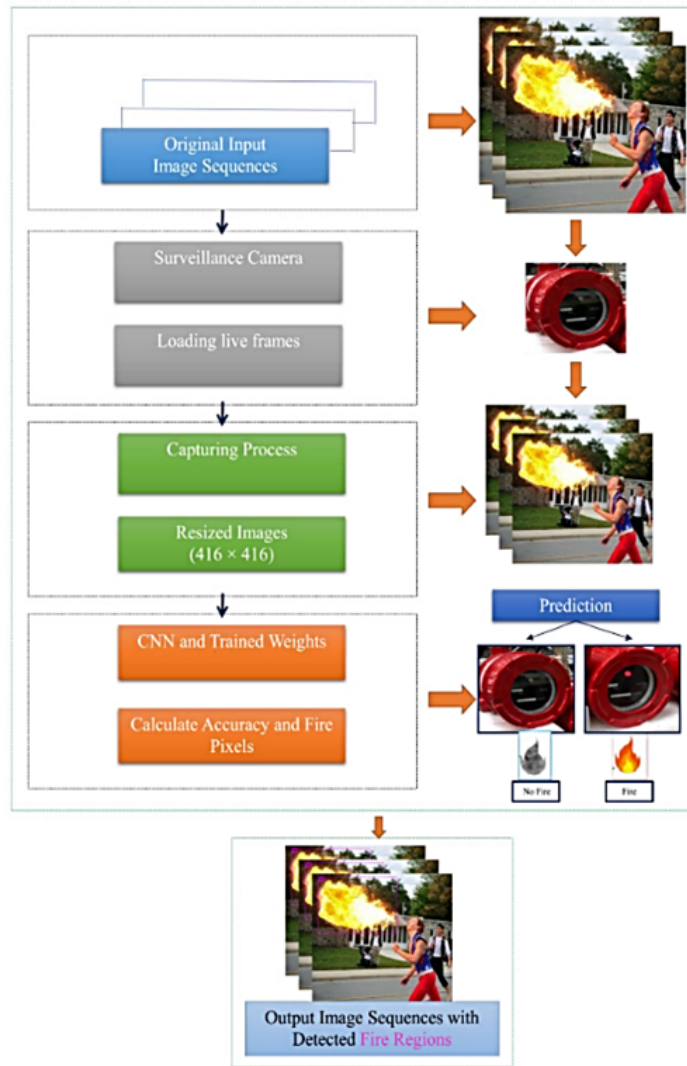 Original Input
Image Sequences
Surveillance Camera
Loading live frames
Capturing Process
Resized Images
(416 × 416)
Prediction
CNN and Trained Weights
Calculate Accuracy and Fire
Pixels
No Fire
Fire
Output Image Sequences with
Detected Fire Regions